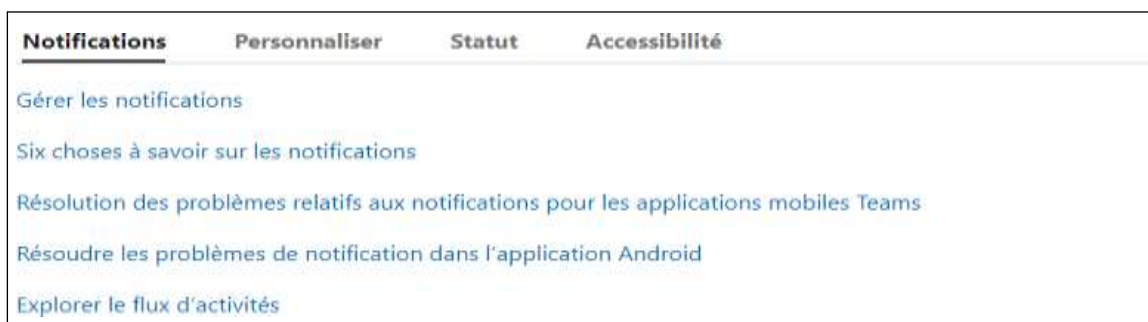 Notifications Personnaliser Statut Accessibilité
Gérer les notifications
Six choses à savoir sur les notifications
Résolution des problèmes relatifs aux notifications pour les applications mobiles Teams
Résoudre les problèmes de notification dans l'application Android
Explorer le flux d'activités